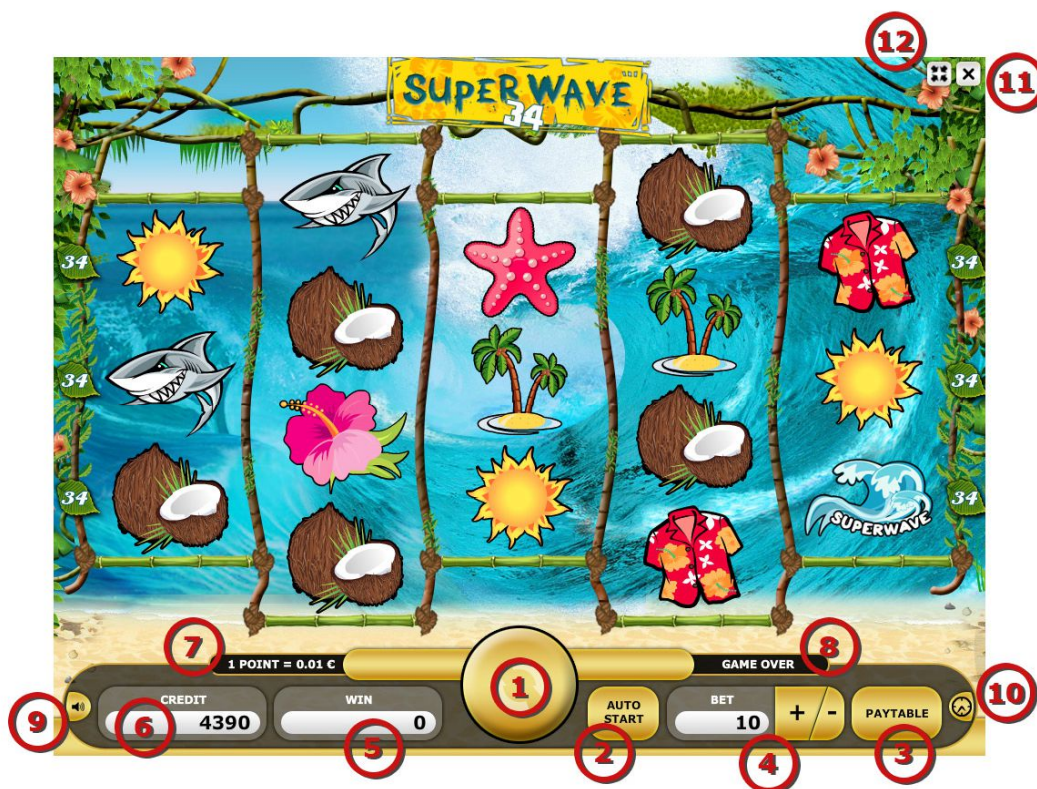 12
11
SUPER WAVE
34
34
34
34
34
34
34
SUPERWAVE
7
8
1 POINT = 0.01 €
GAME OVER
1
10
9
CREDIT
WIN
AUTO
START
BET
+ / -
PAYTABLE
6
4390
0
10
5
2
4
3